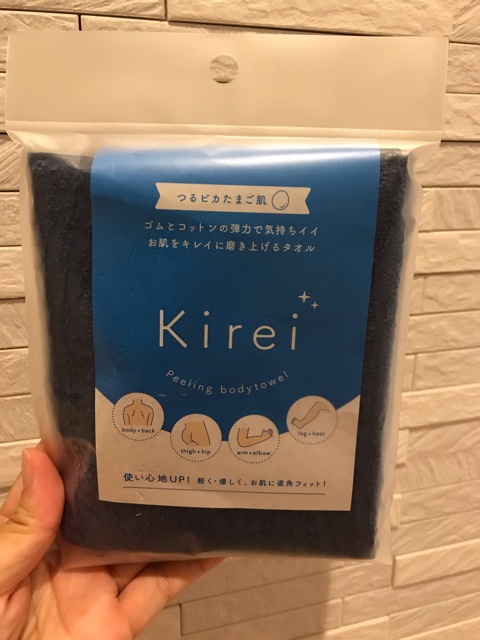 つるピカたまご肌
ゴムとコットンの弾力で気持ちイイ
お肌をキレイに磨き上げるタオル
Kirei
Peeling bodytowel
body+back
thigh+hip
arm+elbow
leg+heel
使い心地UP! 軽く・優しく、お肌に直角フィット!